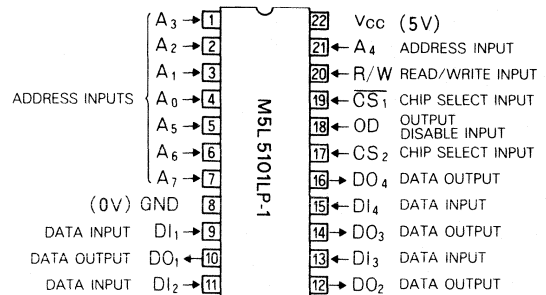 A3 → 1 22 Vcc (5V)
A2 → 2 21 ← A4 ADDRESS INPUT
A1 → 3 20 ← R/W READ/WRITE INPUT
ADDRESS INPUTS A0 → 4 19 ← C̅S̅1 CHIP SELECT INPUT
A5 → 5 18 ← OD OUTPUT DISABLE INPUT
A6 → 6 17 ← CS2 CHIP SELECT INPUT
A7 → 7 16 → DO4 DATA OUTPUT
(0V) GND 8 15 ← DI4 DATA INPUT
DATA INPUT DI1 → 9 14 → DO3 DATA OUTPUT
DATA OUTPUT DO1 ← 10 13 ← DI3 DATA INPUT
DATA INPUT DI2 → 11 12 → DO2 DATA OUTPUT
M5L 5101LP-1